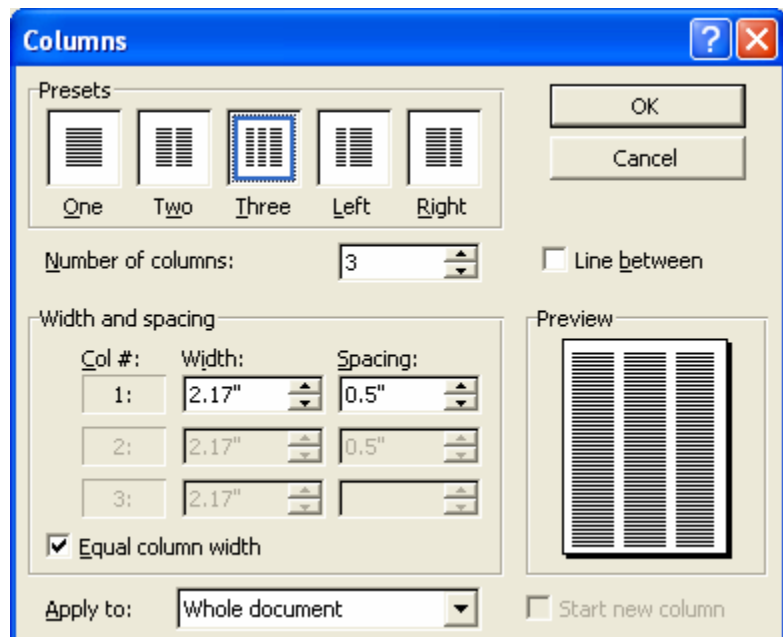 Columns
Presets
OK
Cancel
One Two Three Left Right
Number of columns: 3
Line between
Width and spacing
Preview
Col #: Width: Spacing:
1: 2.17" 0.5"
2: 2.17" 0.5"
3: 2.17"
Equal column width
Apply to: Whole document
Start new column